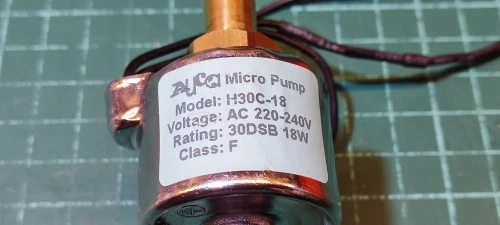 Micro Pump
Model: H30C-18
Voltage: AC 220-240V
Rating: 30DSB 18W
Class: F